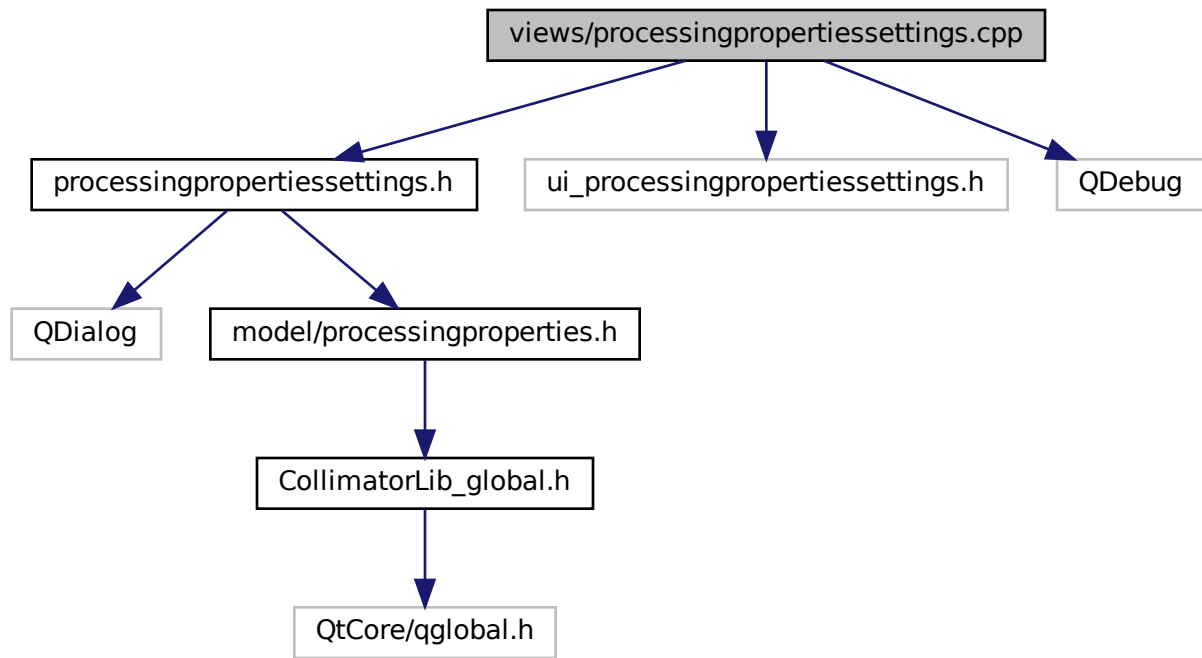 views/processingpropertiessettings.cpp
processingpropertiessettings.h
ui_processingpropertiessettings.h
QDebug
QDialog
model/processingproperties.h
CollimatorLib_global.h
QtCore/qglobal.h